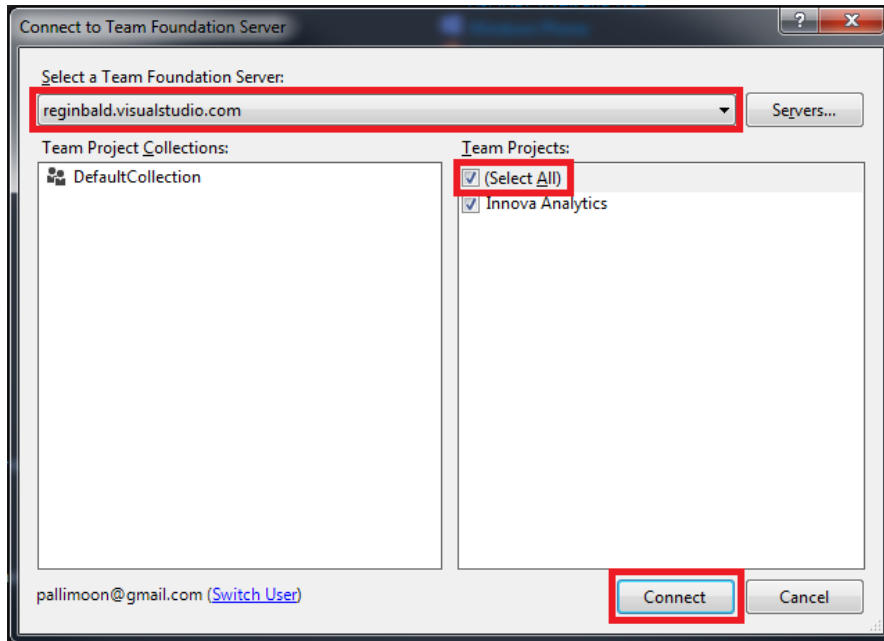 Connect to Team Foundation Server
Select a Team Foundation Server:
reginbald.visualstudio.com
Servers...
Team Project Collections:
Team Projects:
DefaultCollection
(Select All)
Innova Analytics
pallimoon@gmail.com (Switch User)
Connect
Cancel